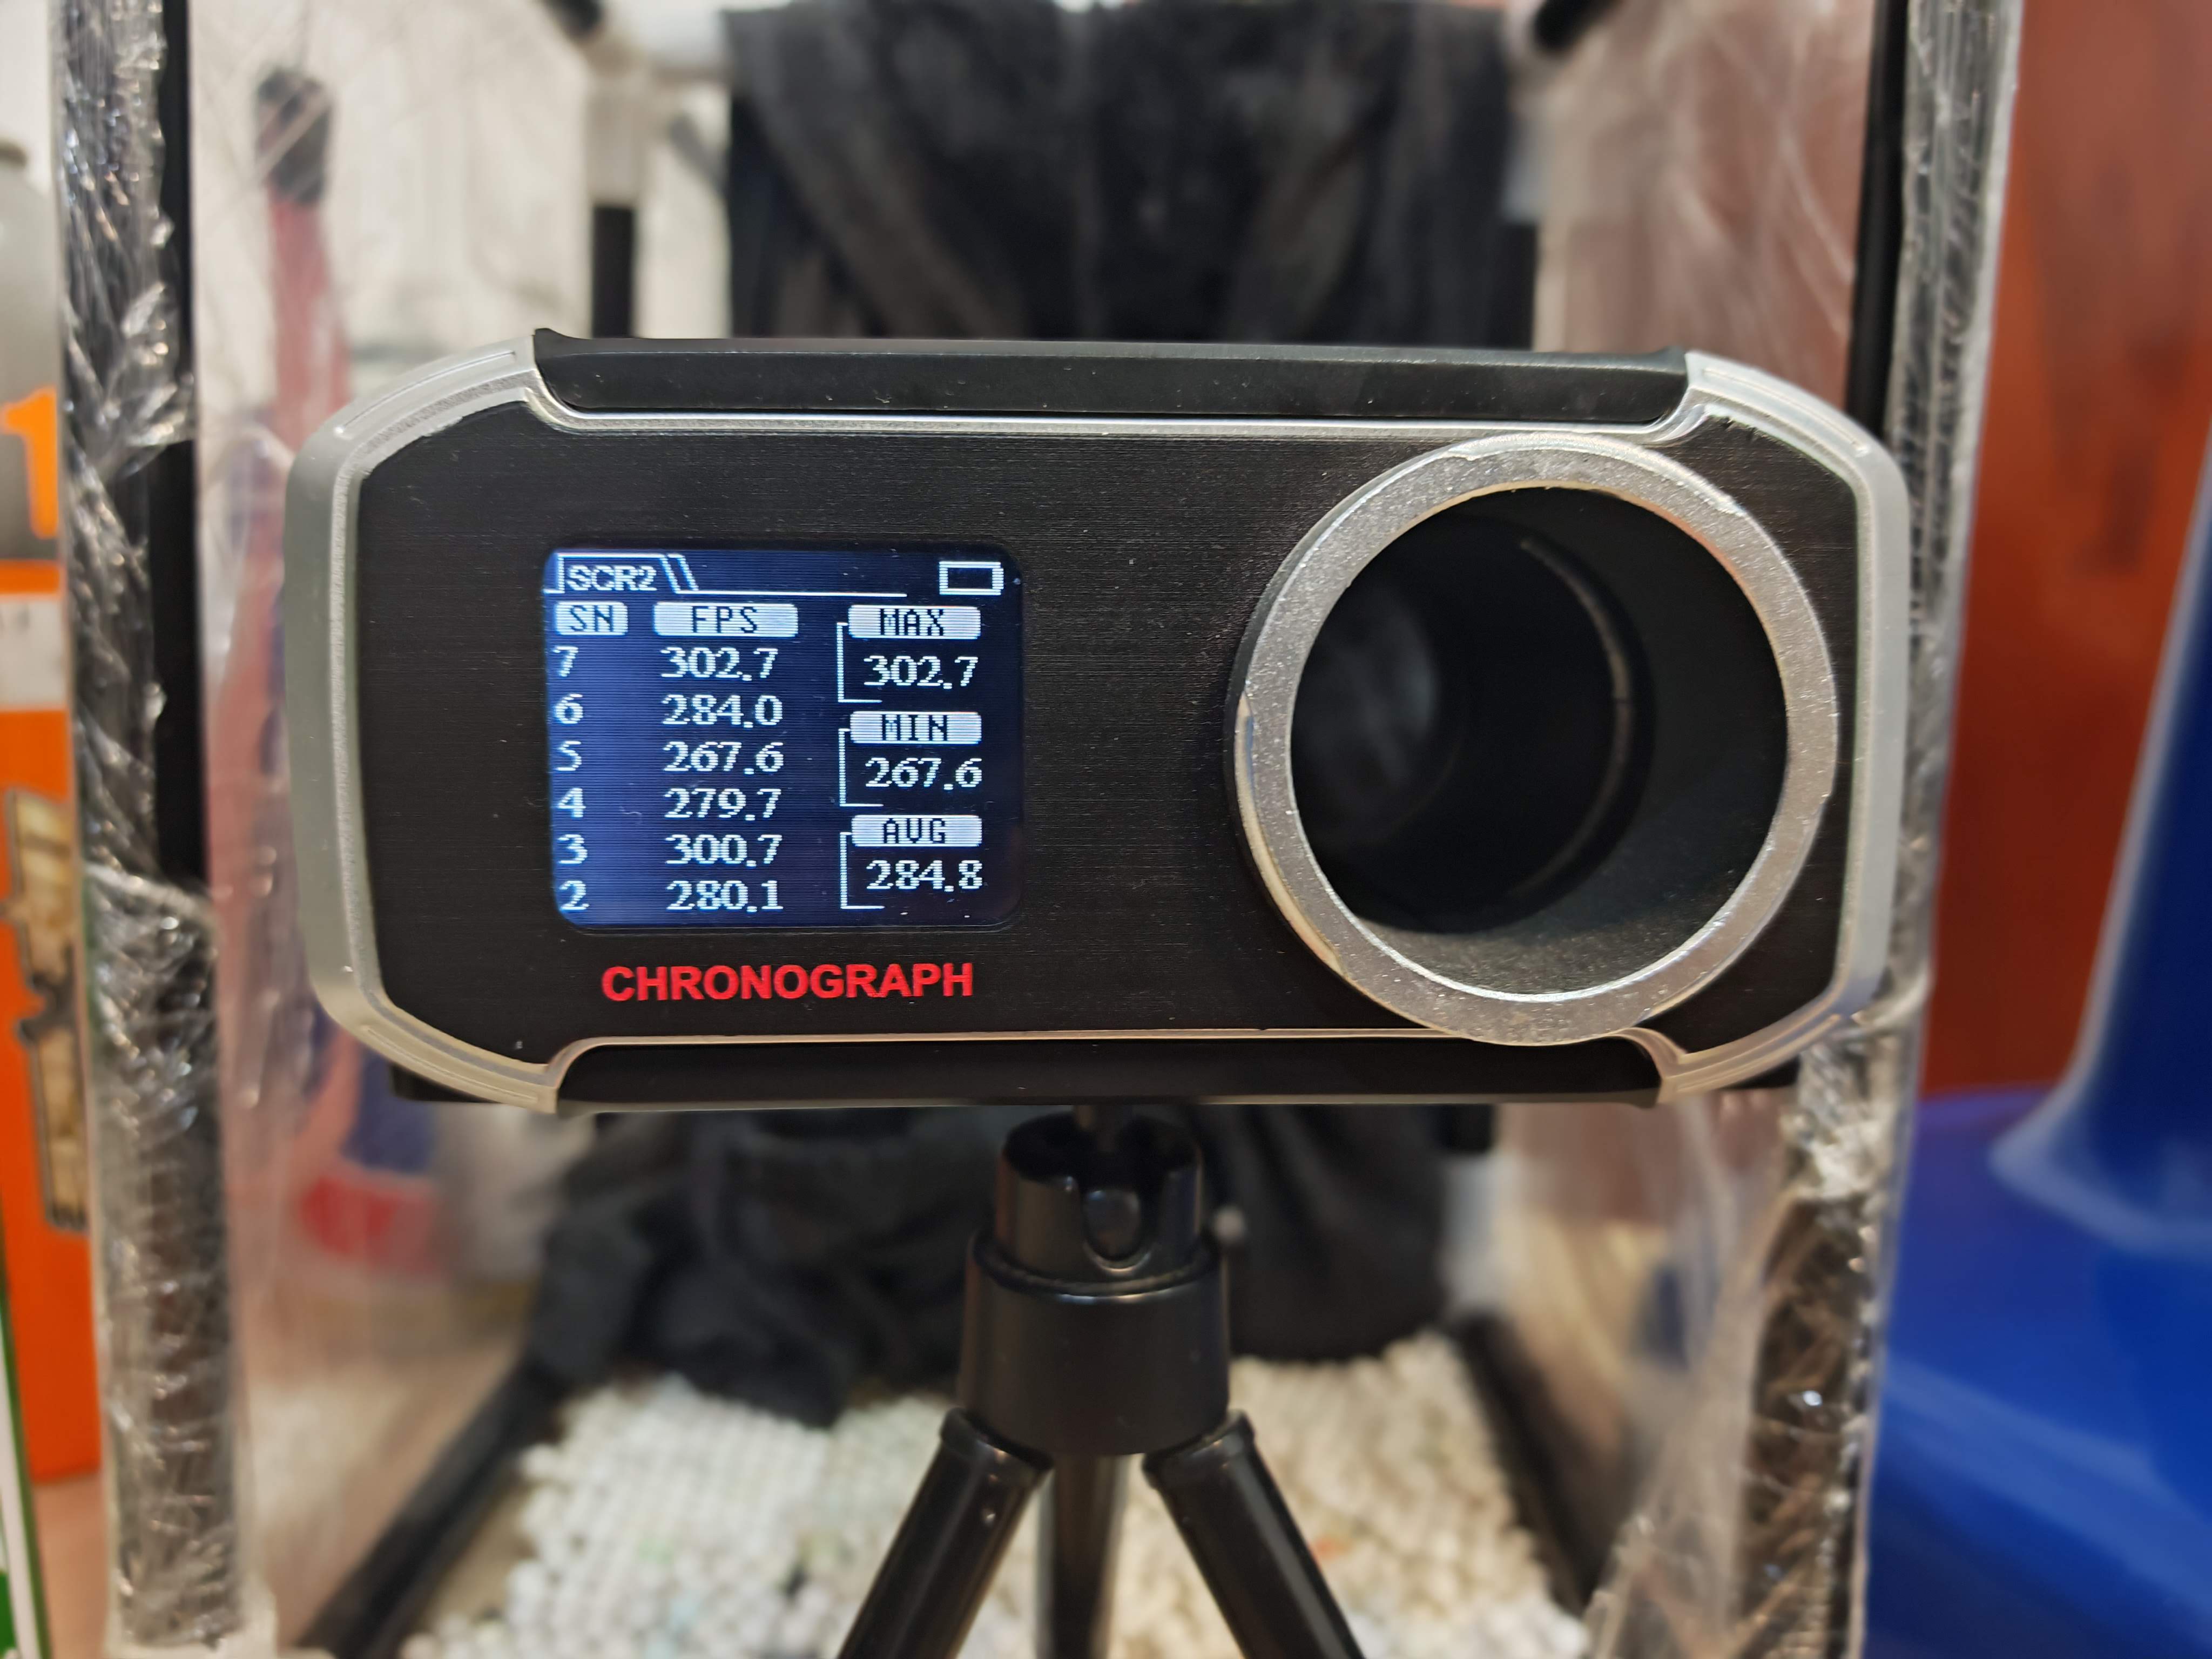 SCR2
SN FPS MAX
7 302.7 302.7
6 284.0 MIN
5 267.6 267.6
4 279.7 AVG
3 300.7 284.8
2 280.1
CHRONOGRAPH
1